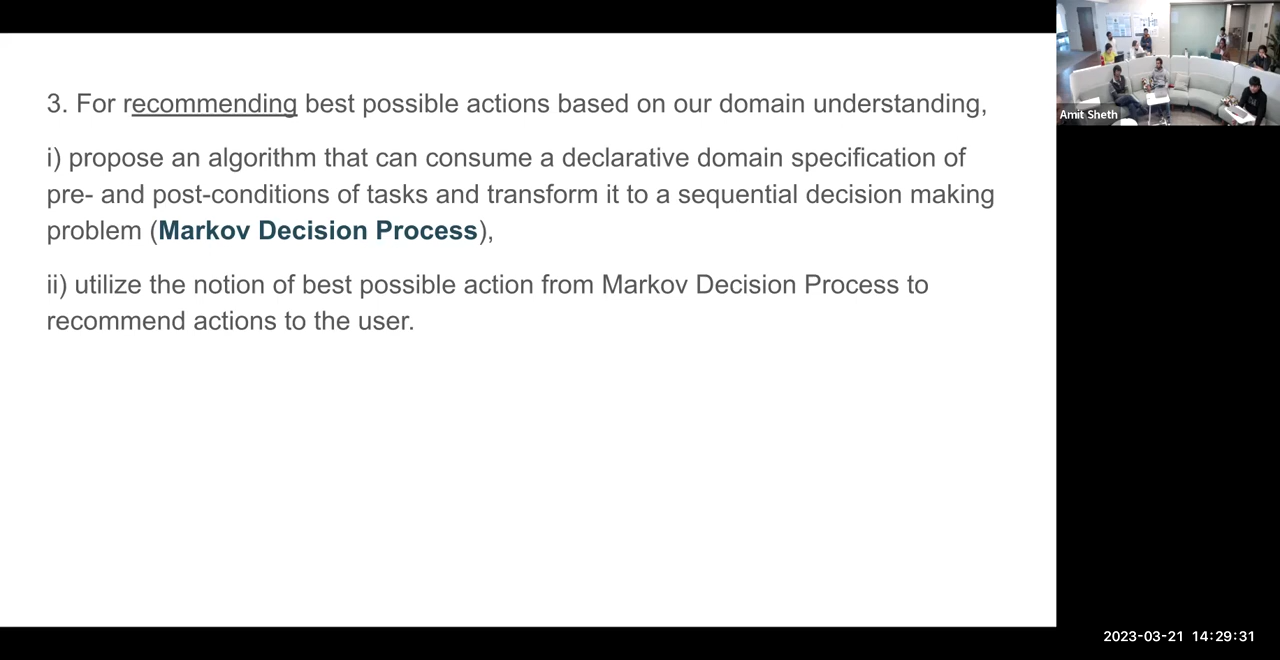 3. For recommending best possible actions based on our domain understanding,
i) propose an algorithm that can consume a declarative domain specification of
pre- and post-conditions of tasks and transform it to a sequential decision making
problem (Markov Decision Process),
ii) utilize the notion of best possible action from Markov Decision Process to
recommend actions to the user.
Amit Sheth
2023-03-21 14:29:31